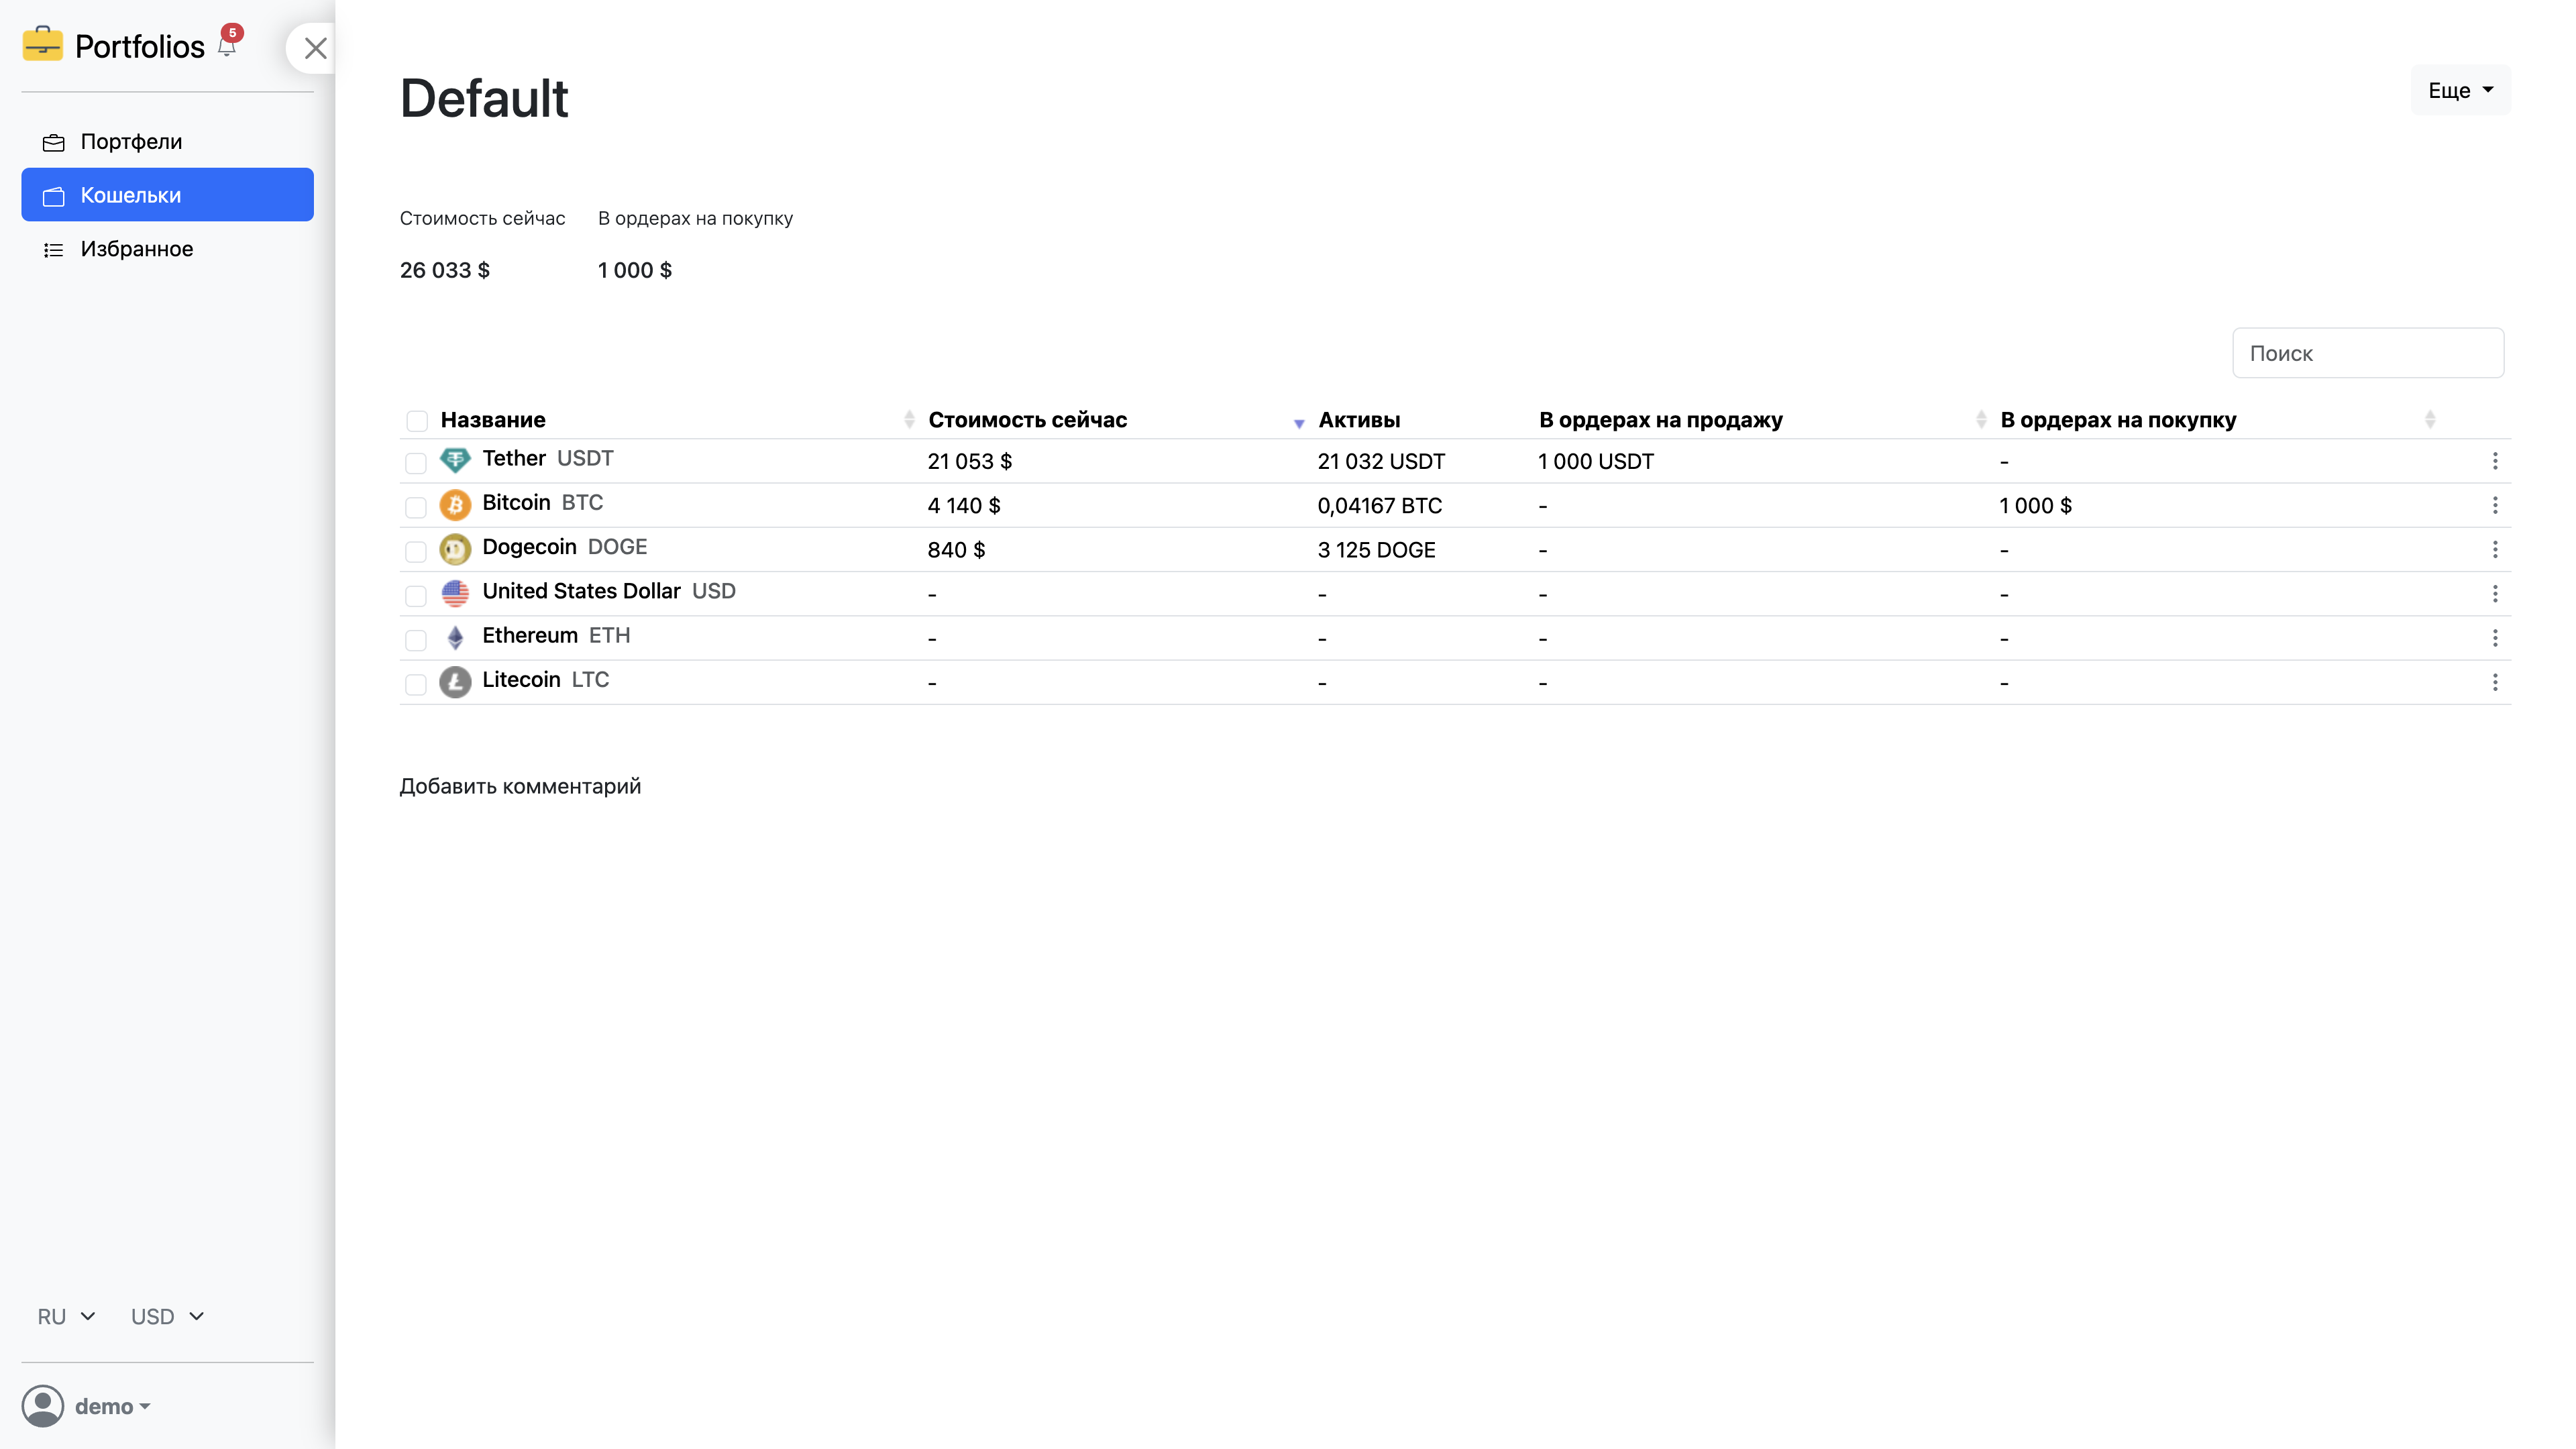 Portfolios 5
Портфели
Кошельки
Избранное
RU USD
demo
Default
Еще
Стоимость сейчас В ордерах на покупку
26 033 $ 1 000 $
Поиск
Название Стоимость сейчас Активы В ордерах на продажу В ордерах на покупку
Tether USDT 21 053 $ 21 032 USDT 1 000 USDT -
Bitcoin BTC 4 140 $ 0,04167 BTC - 1 000 $
Dogecoin DOGE 840 $ 3 125 DOGE - -
United States Dollar USD - - - -
Ethereum ETH - - - -
Litecoin LTC - - - -
Добавить комментарий